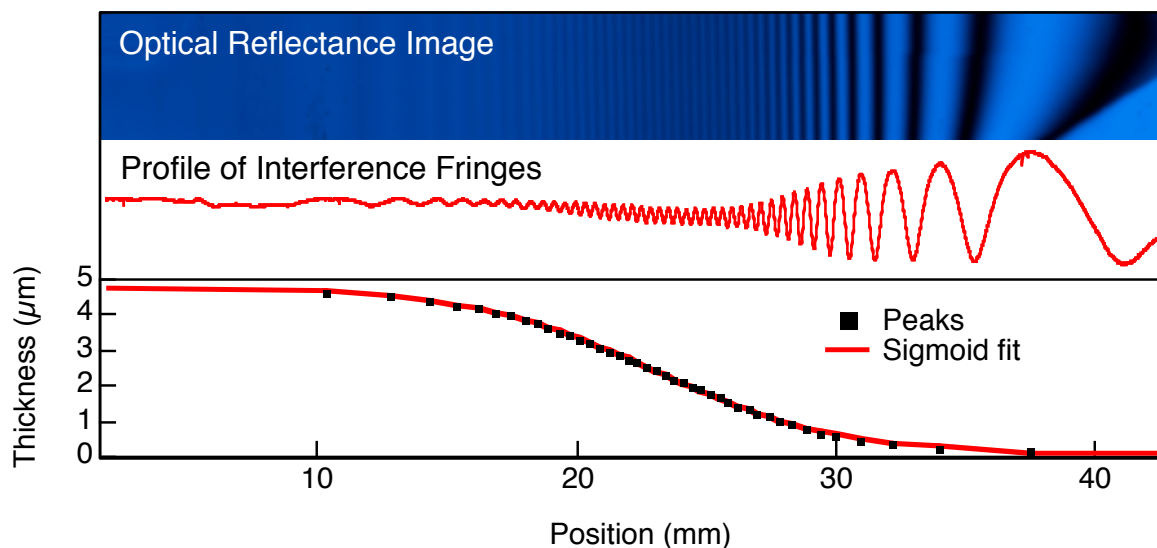 Optical Reflectance Image
Profile of Interference Fringes
Thickness (µm)
5
4
3
2
1
0
Peaks
Sigmoid fit
10
20
30
40
Position (mm)